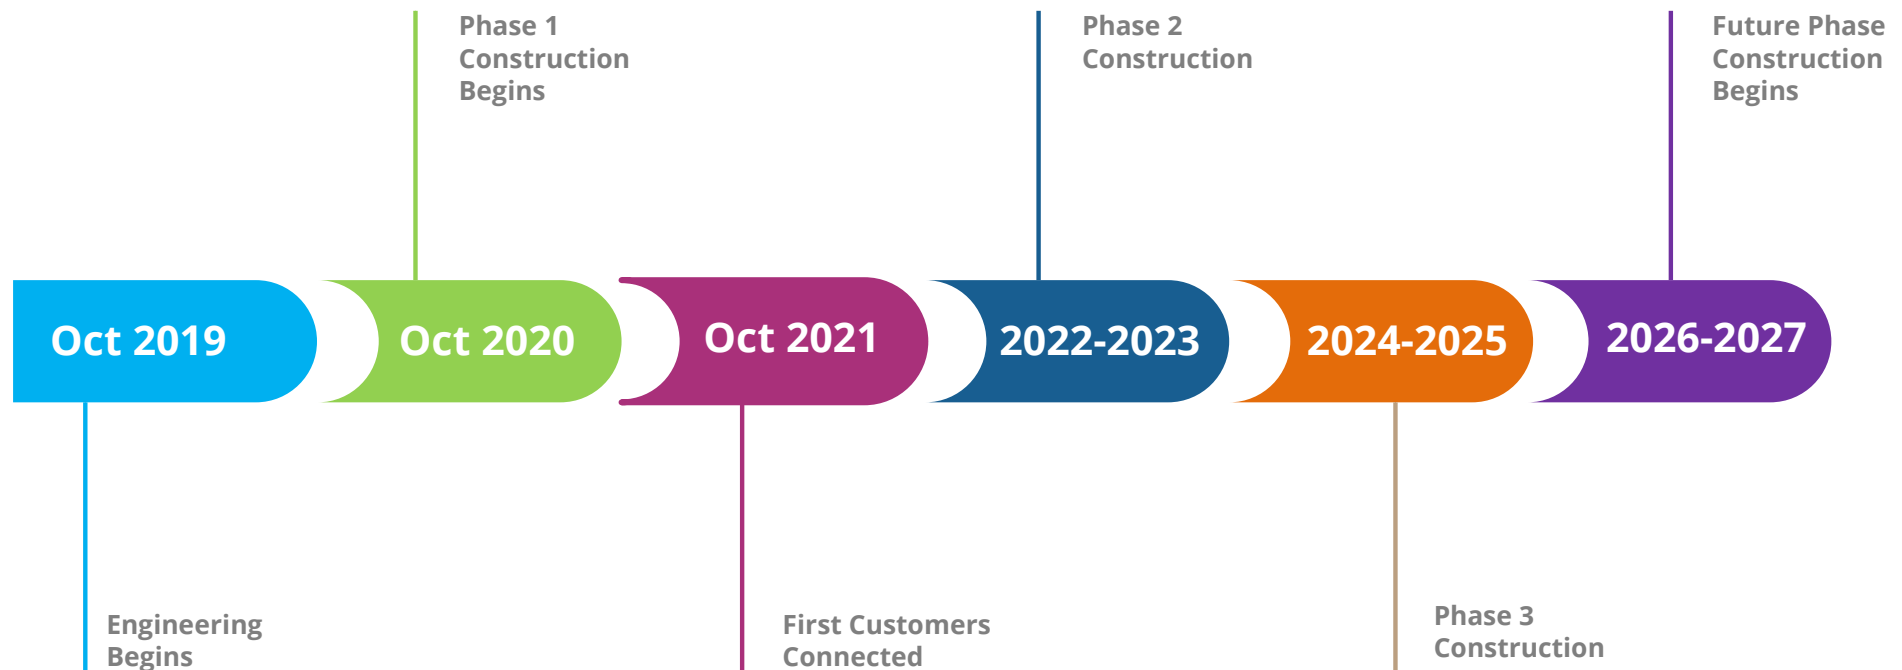 Phase 1
Construction
Begins
Phase 2
Construction
Future Phase
Construction
Begins
Oct 2019
Oct 2020
Oct 2021
2022-2023
2024-2025
2026-2027
Engineering
Begins
First Customers
Connected
Phase 3
Construction